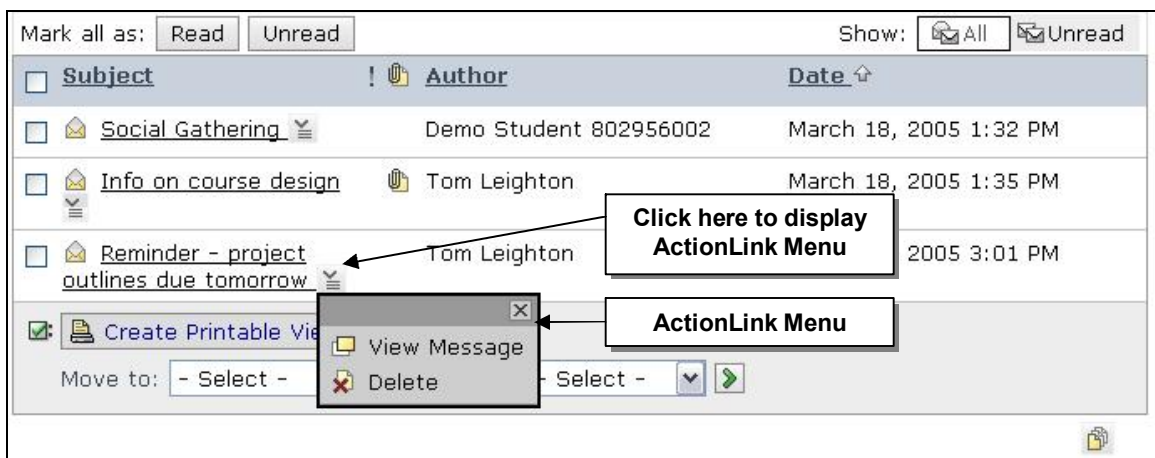 Mark all as: Read Unread Show: All Unread
Subject ! Author Date
Social Gathering Demo Student 802956002 March 18, 2005 1:32 PM
Info on course design Tom Leighton March 18, 2005 1:35 PM
Click here to display
ActionLink Menu
Reminder - project Tom Leighton 2005 3:01 PM
outlines due tomorrow
ActionLink Menu
Create Printable Vie
View Message
Move to: - Select - Delete - Select -